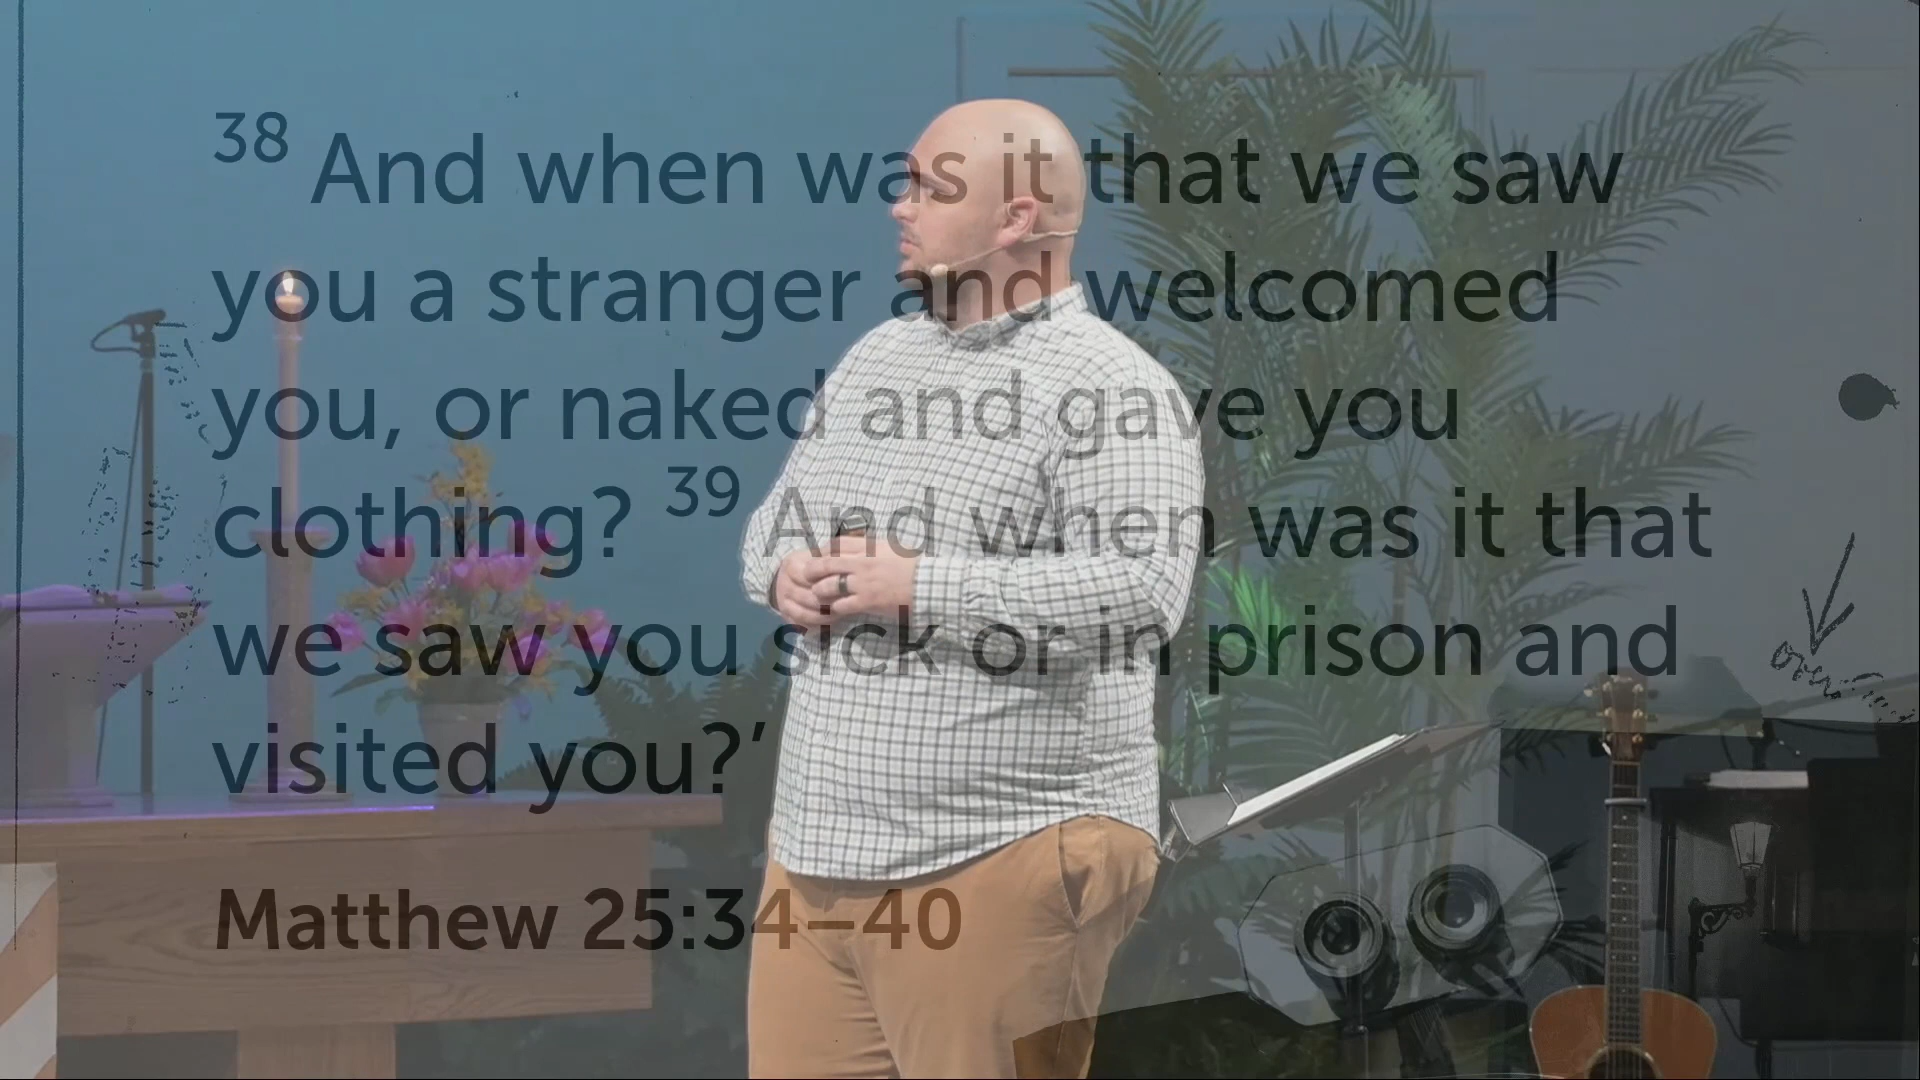 38 And when was it that we saw
you a stranger and welcomed
you, or naked and gave you
clothing? 39 And when was it that
we saw you sick or in prison and
visited you?’
Matthew 25:34–40